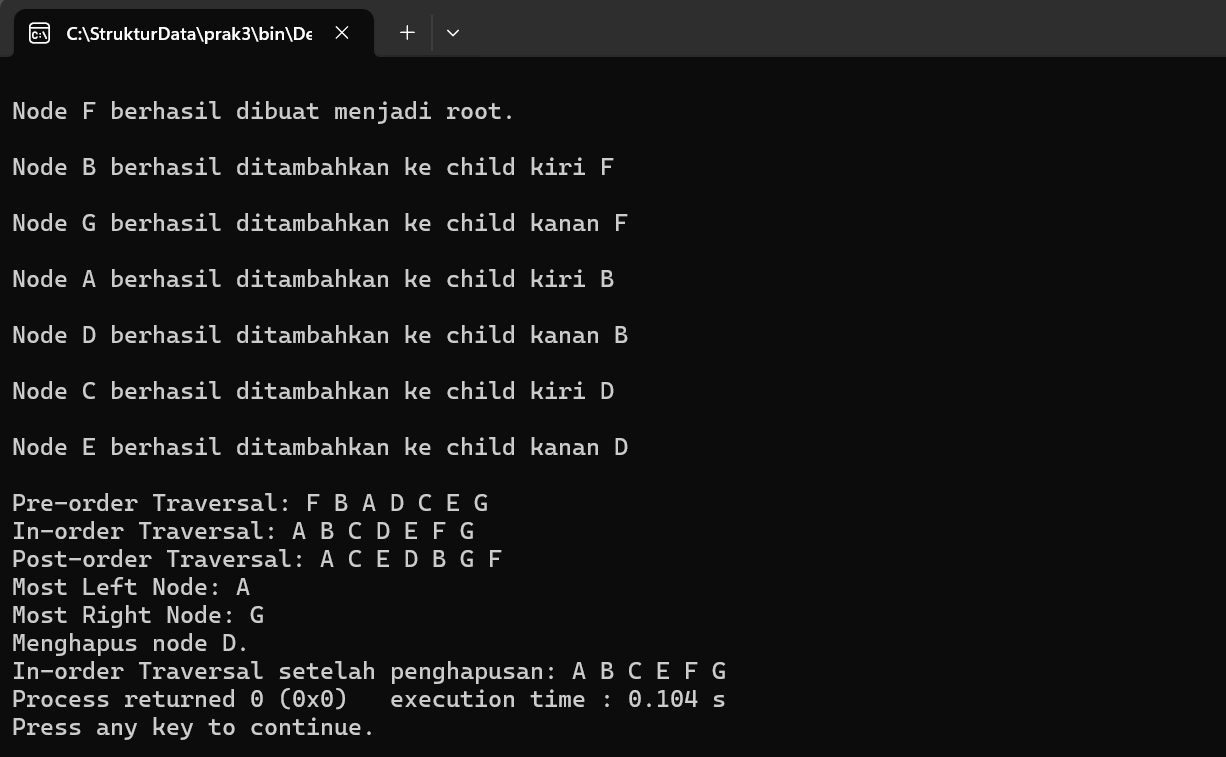 C:\StrukturData\prak3\bin\De
Node F berhasil dibuat menjadi root.
Node B berhasil ditambahkan ke child kiri F
Node G berhasil ditambahkan ke child kanan F
Node A berhasil ditambahkan ke child kiri B
Node D berhasil ditambahkan ke child kanan B
Node C berhasil ditambahkan ke child kiri D
Node E berhasil ditambahkan ke child kanan D
Pre-order Traversal: F B A D C E G
In-order Traversal: A B C D E F G
Post-order Traversal: A C E D B G F
Most Left Node: A
Most Right Node: G
Menghapus node D.
In-order Traversal setelah penghapusan: A B C E F G
Process returned 0 (0x0)   execution time : 0.104 s
Press any key to continue.